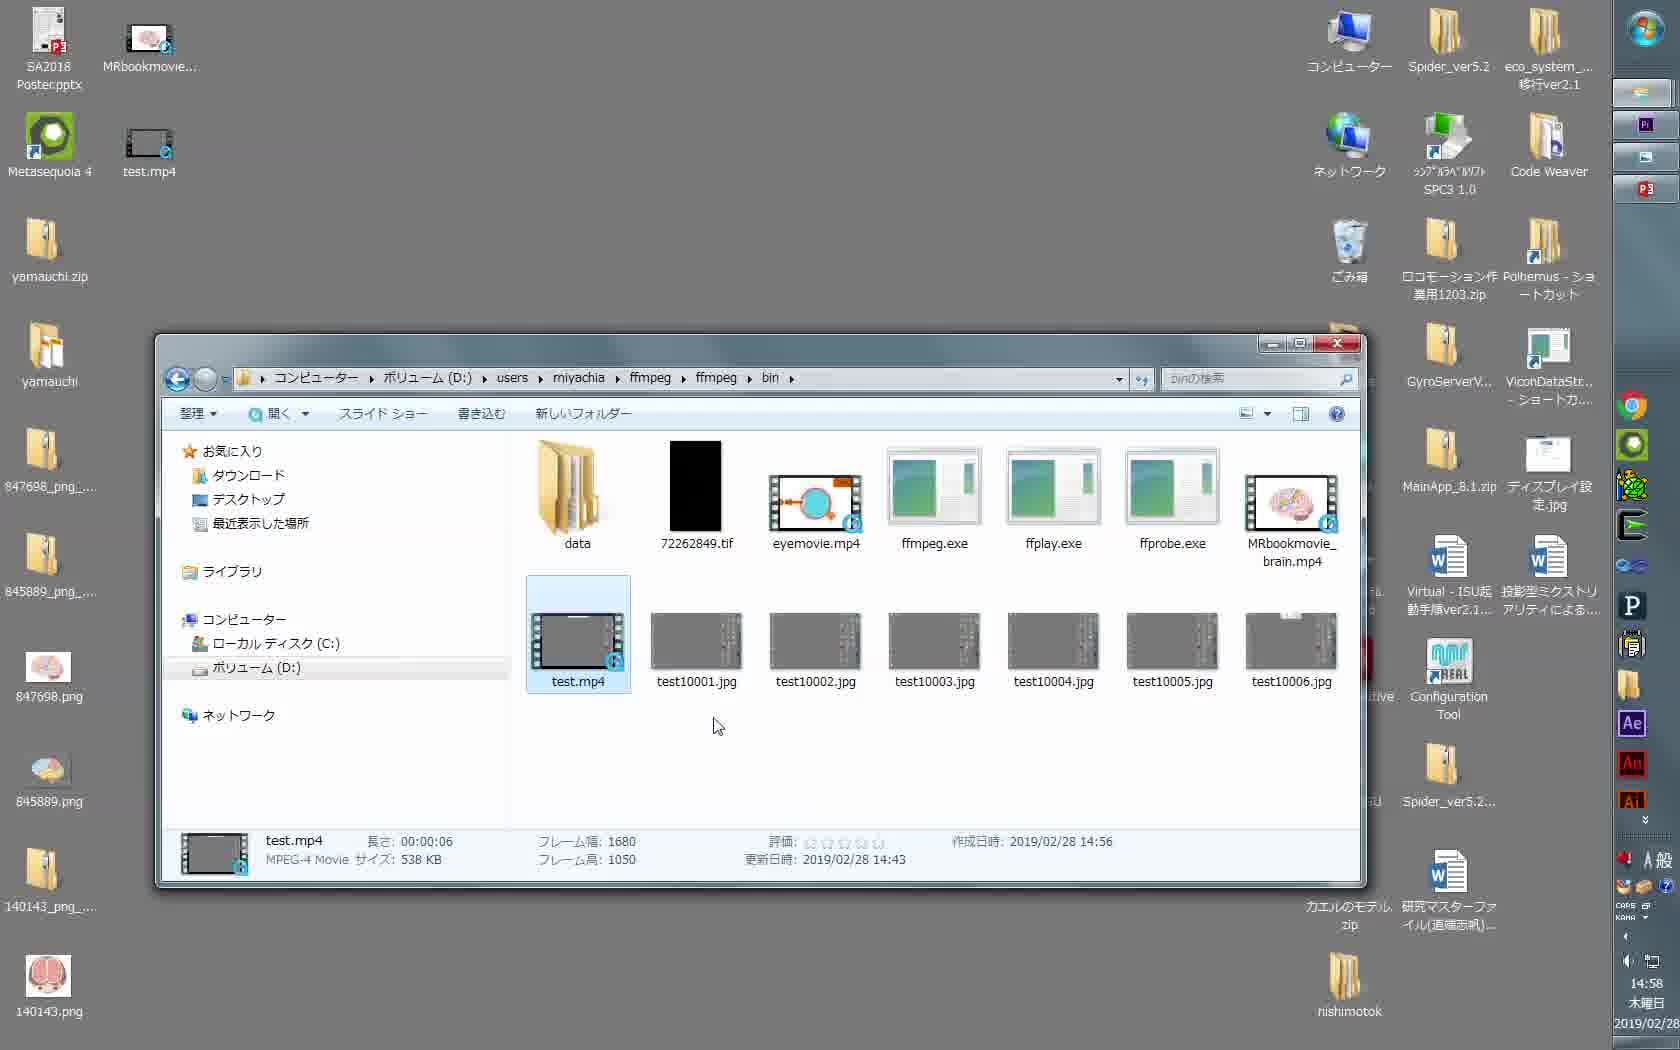 SA2018
Poster.pptx
MRbookmovie...
Metasequoia 4
test.mp4
yamauchi.zip
yamauchi
847698_png_....
845889_png_....
847698.png
845889.png
140143_png_....
140143.png
コンピューター
Spider_ver5.2
eco_system_...
移行ver2.1
ネットワーク
SPC3 1.0
Code Weaver
ごみ箱
ロコモーション作
業用1203.zip
Polhemus - ショ
ートカット
GyroServerV...
ViconDataStr...
- ショートカ...
MainApp_8.1.zip
ディスプレイ設
定.jpg
Virtual - ISU起
動手順ver2.1...
投影型ミクストリ
アリティによる...
REAL
Configuration
Tool
Spider_ver5.2...
カエルのモデル.
zip
研究マスターファ
nishimotok
コンピューター
ボリューム (D:)
users
miyachia
ffmpeg
ffmpeg
bin
binの検索
整理
開く
スライド ショー
書き込む
新しいフォルダー
お気に入り
ダウンロード
デスクトップ
最近表示した場所
ライブラリ
コンピューター
ローカル ディスク (C:)
ボリューム (D:)
ネットワーク
data
72262849.tif
eyemovie.mp4
ffmpeg.exe
ffplay.exe
ffprobe.exe
MRbookmovie_
brain.mp4
test.mp4
test10001.jpg
test10002.jpg
test10003.jpg
test10004.jpg
test10005.jpg
test10006.jpg
test.mp4
長さ: 00:00:06
フレーム幅: 1680
評価:
作成日時: 2019/02/28 14:56
MPEG-4 Movie
サイズ: 538 KB
フレーム高: 1050
更新日時: 2019/02/28 14:43
Pi
P
Ae
An
Ai
A 般
CAPS
KANA
14:58
木曜日
2019/02/28